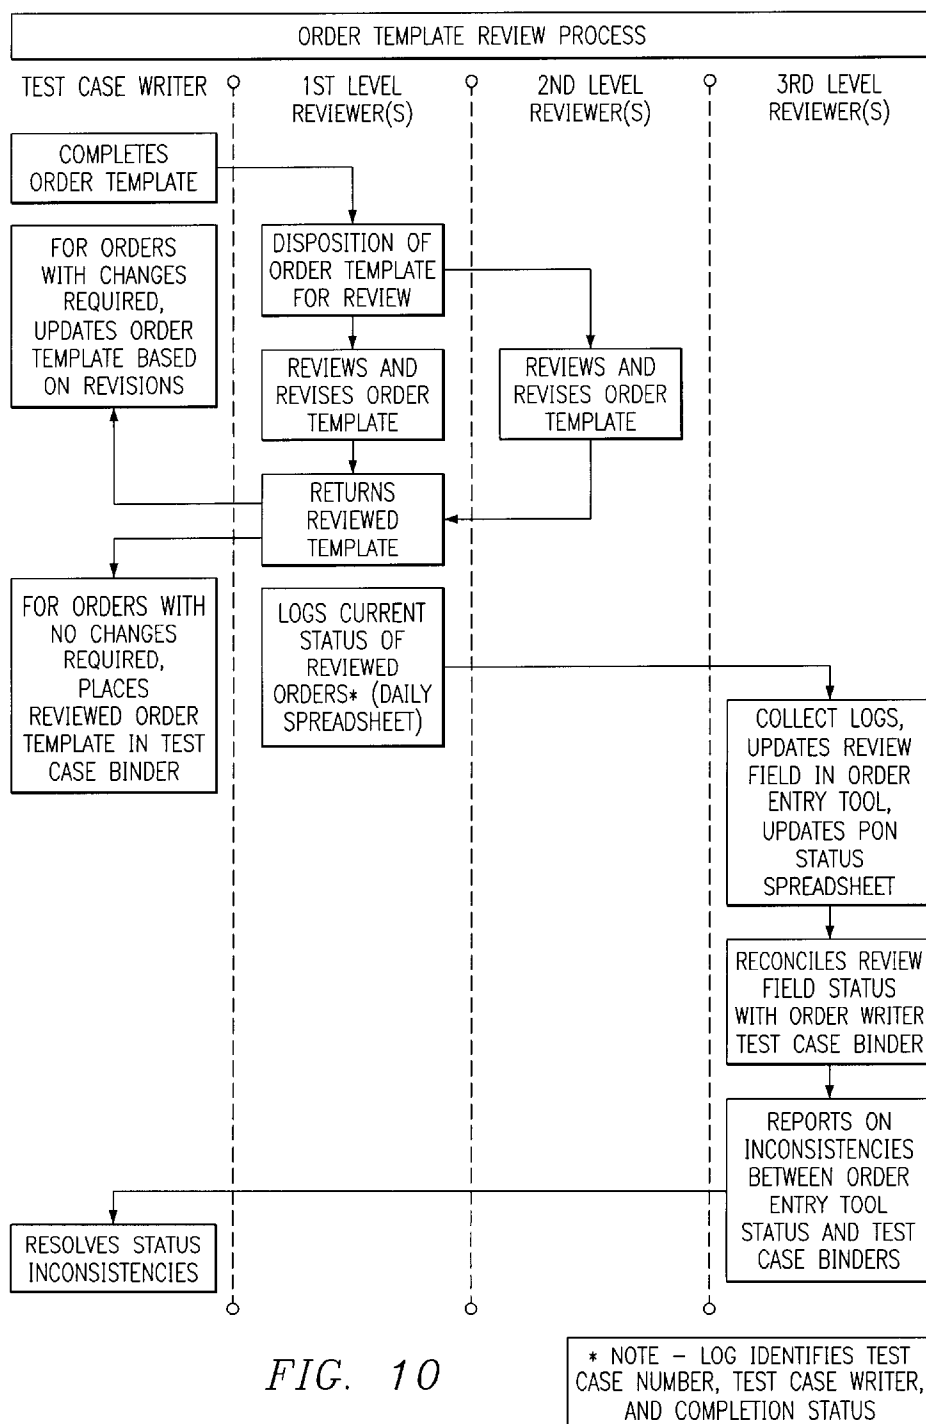 ORDER TEMPLATE REVIEW PROCESS
TEST CASE WRITER
1ST LEVEL
REVIEWER(S)
2ND LEVEL
REVIEWER(S)
3RD LEVEL
REVIEWER(S)
COMPLETES
ORDER TEMPLATE
FOR ORDERS
WITH CHANGES
REQUIRED,
UPDATES ORDER
TEMPLATE BASED
ON REVISIONS
DISPOSITION OF
ORDER TEMPLATE
FOR REVIEW
REVIEWS AND
REVISES ORDER
TEMPLATE
REVIEWS AND
REVISES ORDER
TEMPLATE
RETURNS
REVIEWED
TEMPLATE
FOR ORDERS WITH
NO CHANGES
REQUIRED,
PLACES
REVIEWED ORDER
TEMPLATE IN TEST
CASE BINDER
LOGS CURRENT
STATUS OF
REVIEWED
ORDERS* (DAILY
SPREADSHEET)
COLLECT LOGS,
UPDATES REVIEW
FIELD IN ORDER
ENTRY TOOL,
UPDATES PON
STATUS
SPREADSHEET
RECONCILES REVIEW
FIELD STATUS
WITH ORDER WRITER
TEST CASE BINDER
REPORTS ON
INCONSISTENCIES
BETWEEN ORDER
ENTRY TOOL
STATUS AND TEST
CASE BINDERS
RESOLVES STATUS
INCONSISTENCIES
FIG. 10
* NOTE – LOG IDENTIFIES TEST
CASE NUMBER, TEST CASE WRITER,
AND COMPLETION STATUS